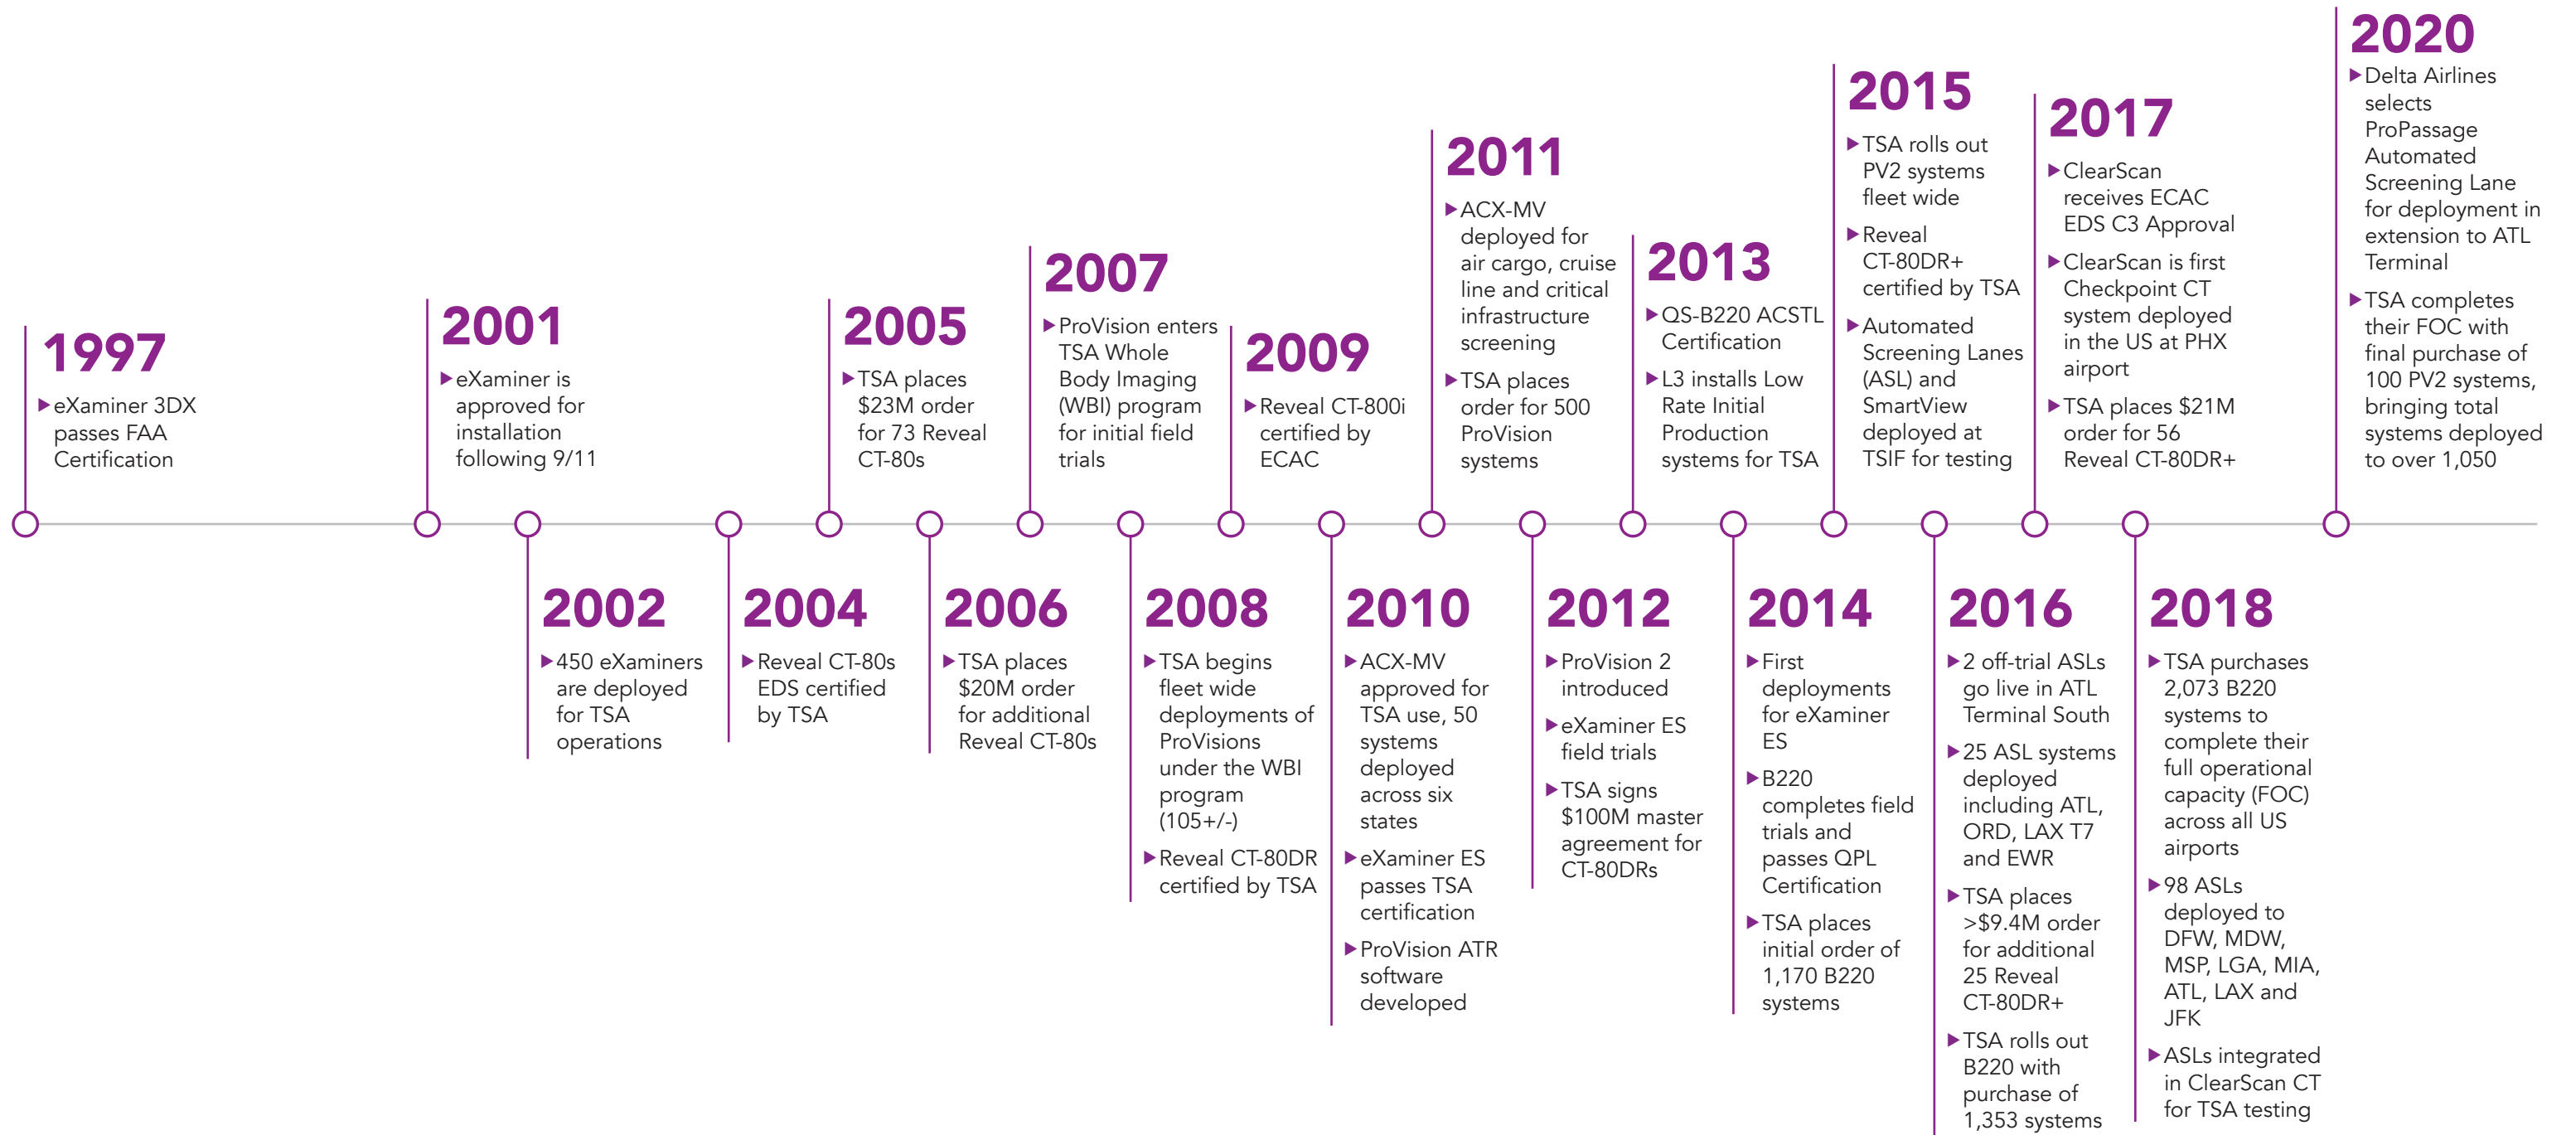 1997
▶eXaminer 3DX
passes FAA
Certification
2001
▶eXaminer is
approved for
installation
following 9/11
2002
▶450 eXaminers
are deployed
for TSA
operations
2004
▶Reveal CT-80s
EDS certified
by TSA
2005
▶TSA places
$23M order
for 73 Reveal
CT-80s
2006
▶TSA places
$20M order
for additional
Reveal CT-80s
2007
▶ProVision enters
TSA Whole
Body Imaging
(WBI) program
for initial field
trials
2008
▶TSA begins
fleet wide
deployments of
ProVisions
under the WBI
program
(105+/-)
▶Reveal CT-80DR
certified by TSA
2009
▶Reveal CT-800i
certified by
ECAC
2010
▶ACX-MV
approved for
TSA use, 50
systems
deployed
across six
states
▶eXaminer ES
passes TSA
certification
▶ProVision ATR
software
developed
2011
▶ACX-MV
deployed for
air cargo, cruise
line and critical
infrastructure
screening
▶TSA places
order for 500
ProVision
systems
2012
▶ProVision 2
introduced
▶eXaminer ES
field trials
▶TSA signs
$100M master
agreement for
CT-80DRs
2013
▶QS-B220 ACSTL
Certification
▶L3 installs Low
Rate Initial
Production
systems for TSA
2014
▶First
deployments
for eXaminer
ES
▶B220
completes field
trials and
passes QPL
Certification
▶TSA places
initial order of
1,170 B220
systems
2015
▶TSA rolls out
PV2 systems
fleet wide
▶Reveal
CT-80DR+
certified by TSA
▶Automated
Screening Lanes
(ASL) and
SmartView
deployed at
TSIF for testing
2016
▶2 off-trial ASLs
go live in ATL
Terminal South
▶25 ASL systems
deployed
including ATL,
ORD, LAX T7
and EWR
▶TSA places
>$9.4M order
for additional
25 Reveal
CT-80DR+
▶TSA rolls out
B220 with
purchase of
1,353 systems
2017
▶ClearScan
receives ECAC
EDS C3 Approval
▶ClearScan is first
Checkpoint CT
system deployed
in the US at PHX
airport
▶TSA places $21M
order for 56
Reveal CT-80DR+
2018
▶TSA purchases
2,073 B220
systems to
complete their
full operational
capacity (FOC)
across all US
airports
▶98 ASLs
deployed to
DFW, MDW,
MSP, LGA, MIA,
ATL, LAX and
JFK
▶ASLs integrated
in ClearScan CT
for TSA testing
2020
▶Delta Airlines
selects
ProPassage
Automated
Screening Lane
for deployment in
extension to ATL
Terminal
▶TSA completes
their FOC with
final purchase of
100 PV2 systems,
bringing total
systems deployed
to over 1,050